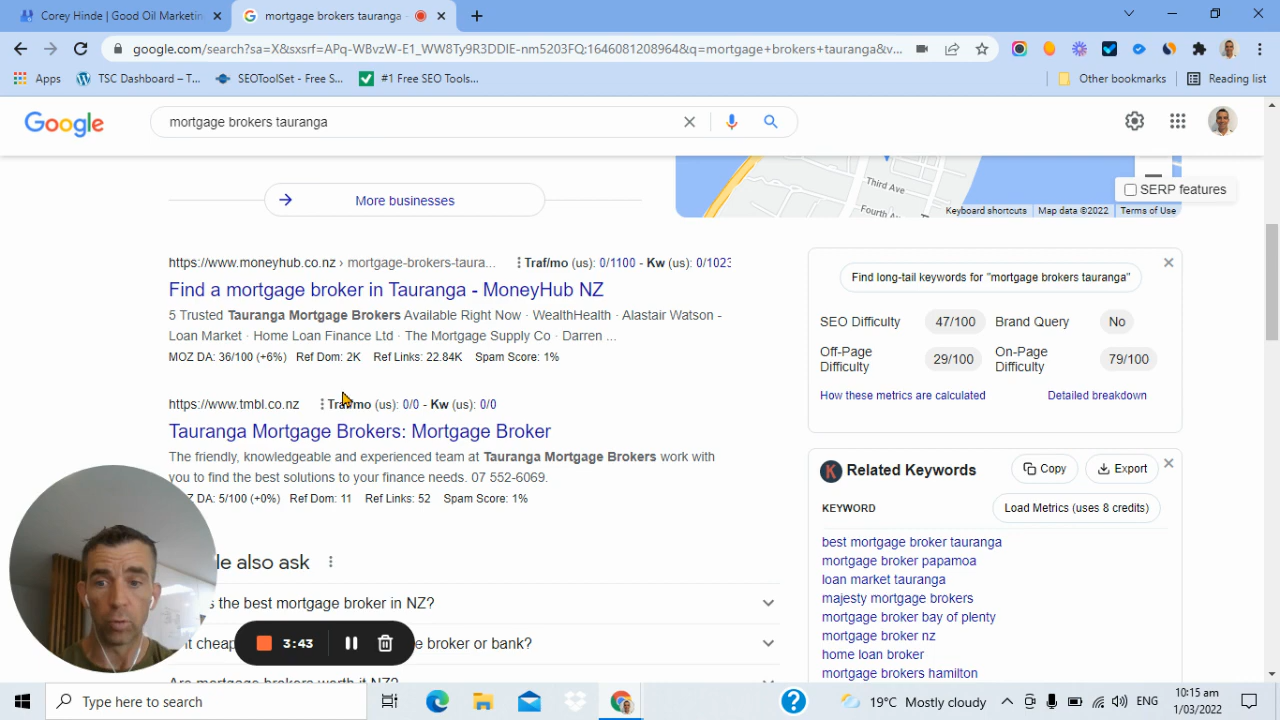 Corey Hinde | Good Oil Marketin
mortgage brokers tauranga -
google.com/search?sa=X&sxsrf=APq-WBvzW-E1_WW8Ty9R3DDlE-nm5203FQ:1646081208964&q=mortgage+brokers+tauranga&v...
Apps
TSC Dashboard – T...
SEOToolSet - Free S...
#1 Free SEO Tools...
Other bookmarks
Reading list
Google
mortgage brokers tauranga
SERP features
Third Ave
Fourth Av
Keyboard shortcuts
Map data ©2022
Terms of Use
More businesses
https://www.moneyhub.co.nz › mortgage-brokers-taura...
Traf/mo (us): 0/1100 - Kw (us): 0/1023
Find a mortgage broker in Tauranga - MoneyHub NZ
5 Trusted Tauranga Mortgage Brokers Available Right Now · WealthHealth · Alastair Watson -
Loan Market · Home Loan Finance Ltd · The Mortgage Supply Co · Darren ...
MOZ DA: 36/100 (+6%) Ref Dom: 2K Ref Links: 22.84K Spam Score: 1%
https://www.tmbl.co.nz
Traf/mo (us): 0/0 - Kw (us): 0/0
Tauranga Mortgage Brokers: Mortgage Broker
The friendly, knowledgeable and experienced team at Tauranga Mortgage Brokers work with
you to find the best solutions to your finance needs. 07 552-6069.
DA: 5/100 (+0%) Ref Dom: 11 Ref Links: 52 Spam Score: 1%
le also ask
s the best mortgage broker in NZ?
t cheap
e broker or bank?
Are mortgage brokers worth it NZ?
3:43
Find long-tail keywords for "mortgage brokers tauranga"
SEO Difficulty 47/100 Brand Query No
Off-Page Difficulty 29/100 On-Page Difficulty 79/100
How these metrics are calculated
Detailed breakdown
K Related Keywords
Copy
Export
KEYWORD
Load Metrics (uses 8 credits)
best mortgage broker tauranga
mortgage broker papamoa
loan market tauranga
majesty mortgage brokers
mortgage broker bay of plenty
mortgage broker nz
home loan broker
mortgage brokers hamilton
Type here to search
19°C Mostly cloudy
ENG
10:15 am
1/03/2022